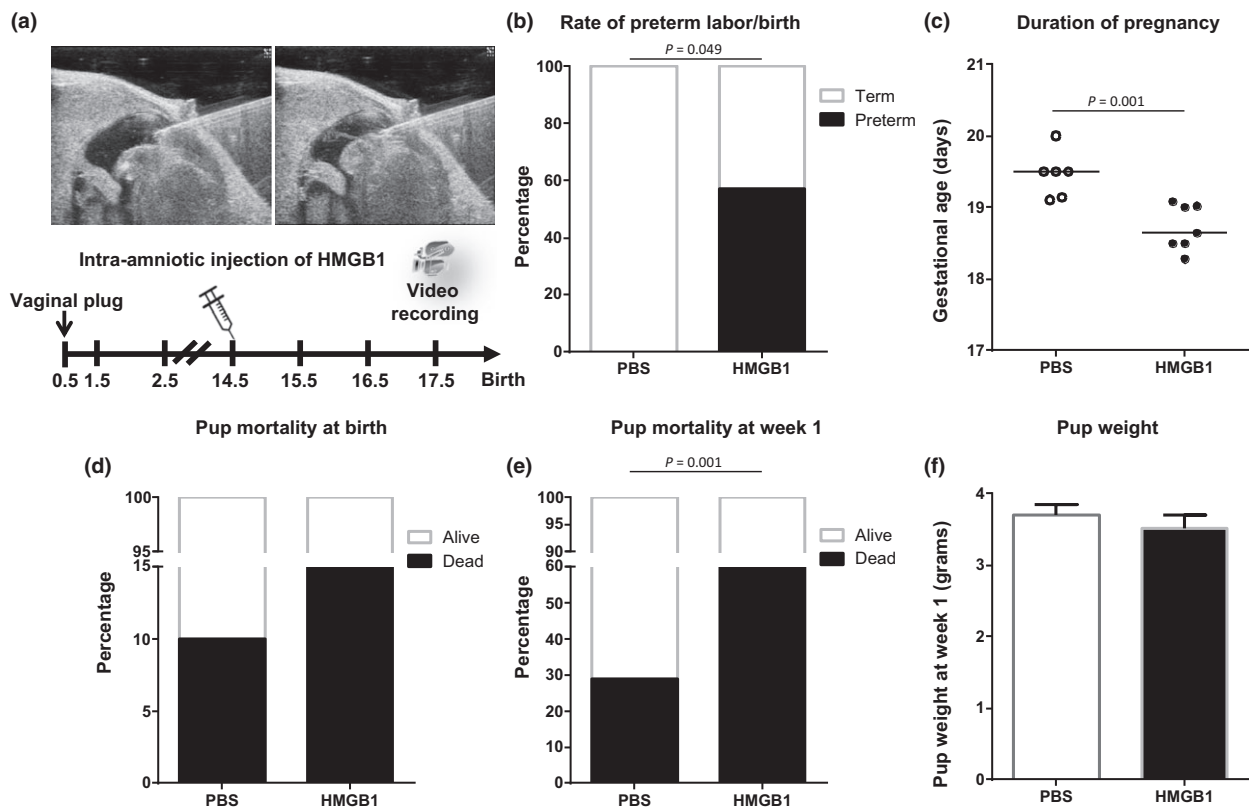 (a)
Intra-amniotic injection of HMGB1
Video
recording
Vaginal plug
0.5 1.5 2.5 14.5 15.5 16.5 17.5 Birth
(b) Rate of preterm labor/birth
P = 0.049
100
80
60
40
20
0
Percentage
Term
Preterm
PBS HMGB1
(c) Duration of pregnancy
P = 0.001
21
20
19
18
17
Gestational age (days)
PBS HMGB1
Pup mortality at birth
(d)
100
95
15
10
5
0
Percentage
Alive
Dead
PBS HMGB1
Pup mortality at week 1
(e)
P = 0.001
100
95
90
60
50
40
30
20
10
0
Percentage
Alive
Dead
PBS HMGB1
Pup weight
(f)
4
3
2
1
0
Pup weight at week 1 (grams)
PBS HMGB1